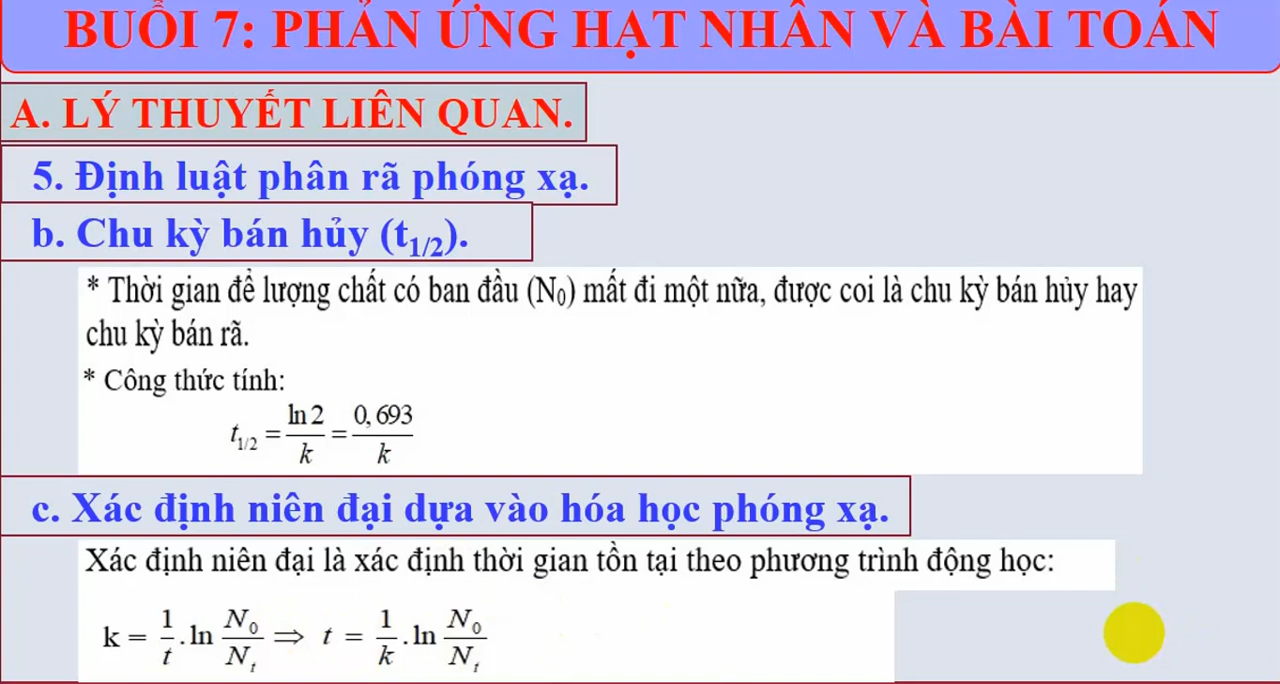 BUỔI 7: PHẢN ỨNG HẠT NHÂN VÀ BÀI TOÁN
A. LÝ THUYẾT LIÊN QUAN.
5. Định luật phân rã phóng xạ.
b. Chu kỳ bán hủy (t₁/₂).
* Thời gian để lượng chất có ban đầu (N₀) mất đi một nữa, được coi là chu kỳ bán hủy hay
chu kỳ bán rã.
* Công thức tính:
t₁/₂ = ln2/k = 0,693/k
c. Xác định niên đại dựa vào hóa học phóng xạ.
Xác định niên đại là xác định thời gian tồn tại theo phương trình động học:
k = 1/t . ln N₀/Nₜ ⇒ t = 1/k . ln N₀/Nₜ